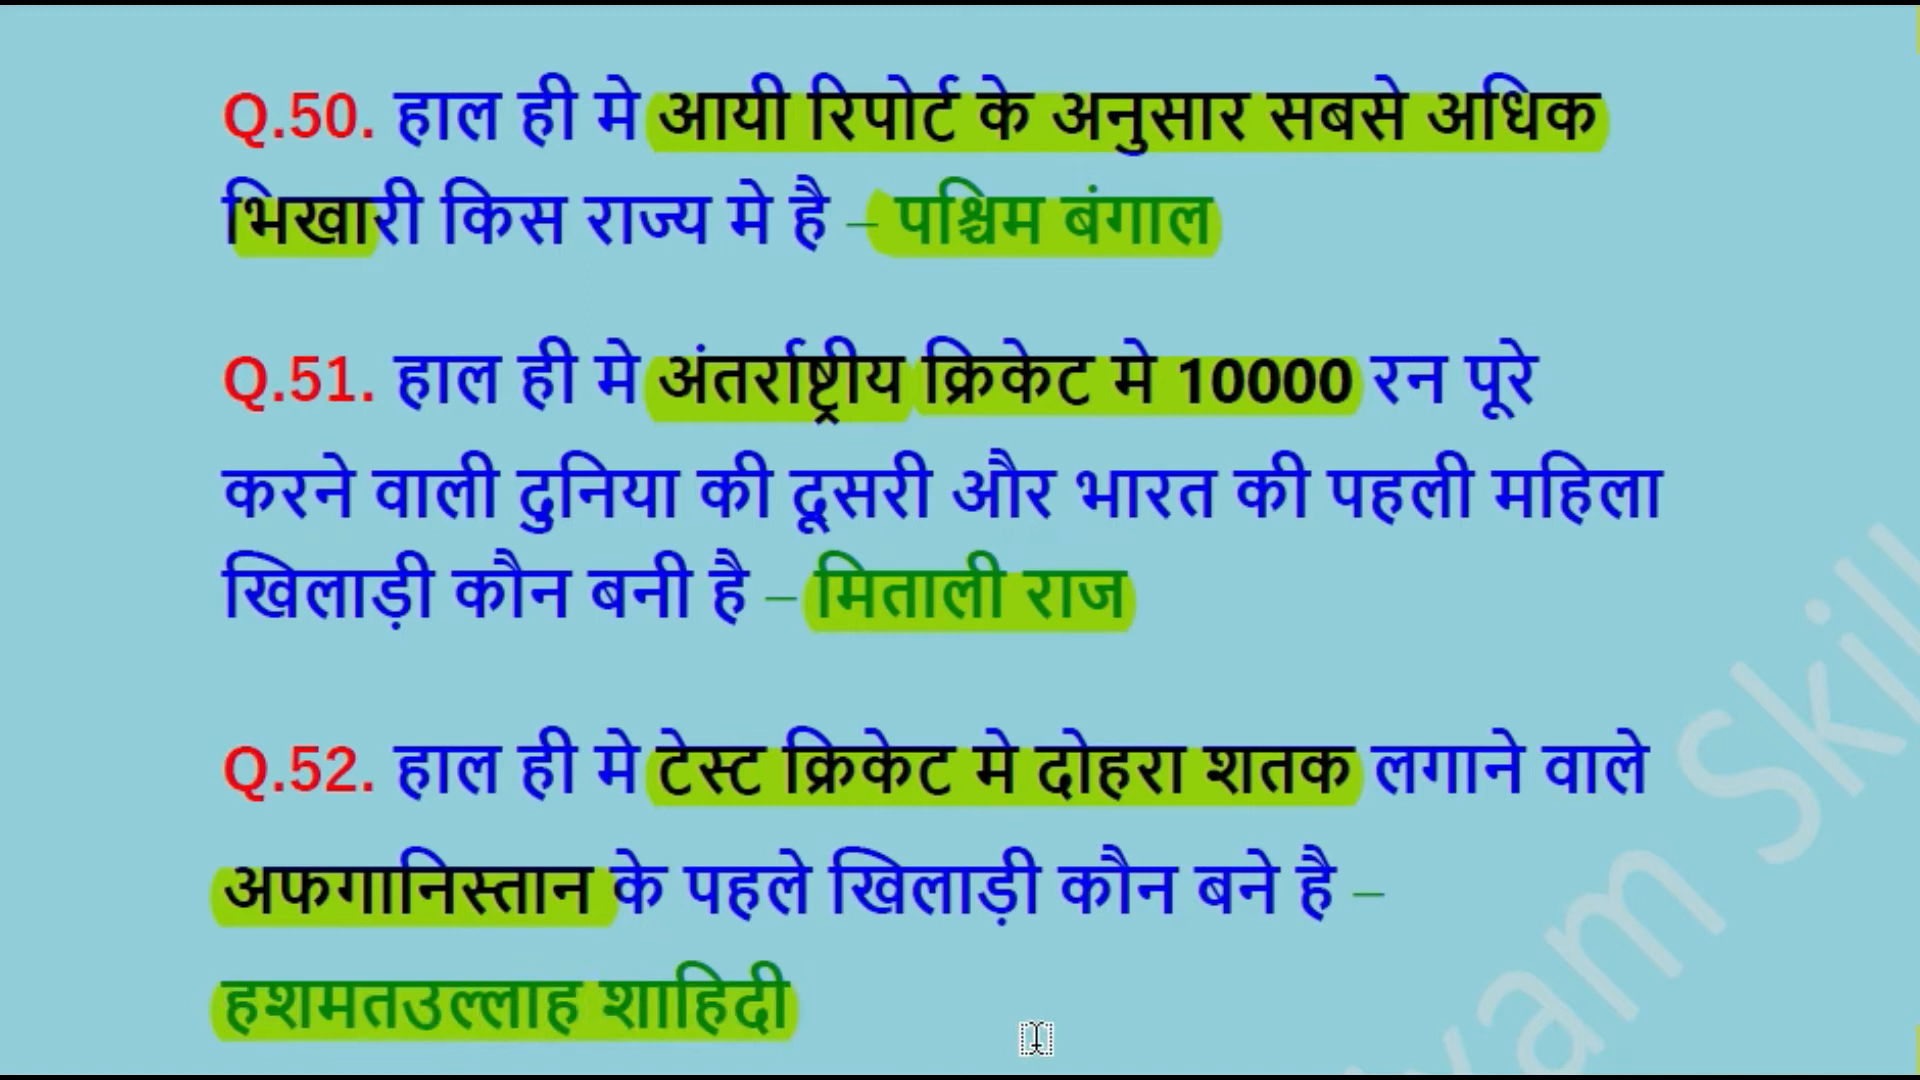 Q.50. हाल ही मे आयी रिपोर्ट के अनुसार सबसे अधिक
भिखारी किस राज्य मे है – पश्चिम बंगाल
Q.51. हाल ही मे अंतर्राष्ट्रीय क्रिकेट मे 10000 रन पूरे
करने वाली दुनिया की दूसरी और भारत की पहली महिला
खिलाड़ी कौन बनी है – मिताली राज
Q.52. हाल ही मे टेस्ट क्रिकेट मे दोहरा शतक लगाने वाले
अफगानिस्तान के पहले खिलाड़ी कौन बने है –
हशमतउल्लाह शाहिदी